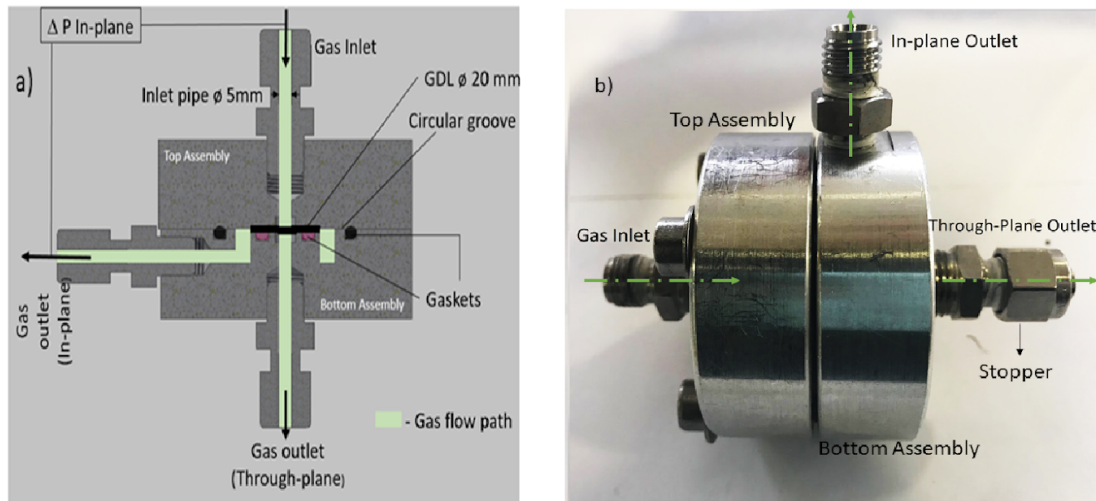 a)
Δ P In-plane
Gas Inlet
GDL ø 20 mm
Inlet pipe ø 5mm
Circular groove
Top Assembly
Gaskets
Bottom Assembly
Gas
outlet
(In-plane)
- Gas flow path
Gas outlet
(Through-plane)
b)
In-plane Outlet
Top Assembly
Gas Inlet
Through-Plane Outlet
Stopper
Bottom Assembly